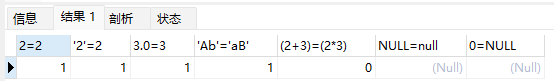 信息 结果 1 剖析 状态
2=2 '2'=2 3.0=3 'Ab'='aB' (2+3)=(2*3) NULL=null 0=NULL
1 1 1 1 0 (Null) (Null)